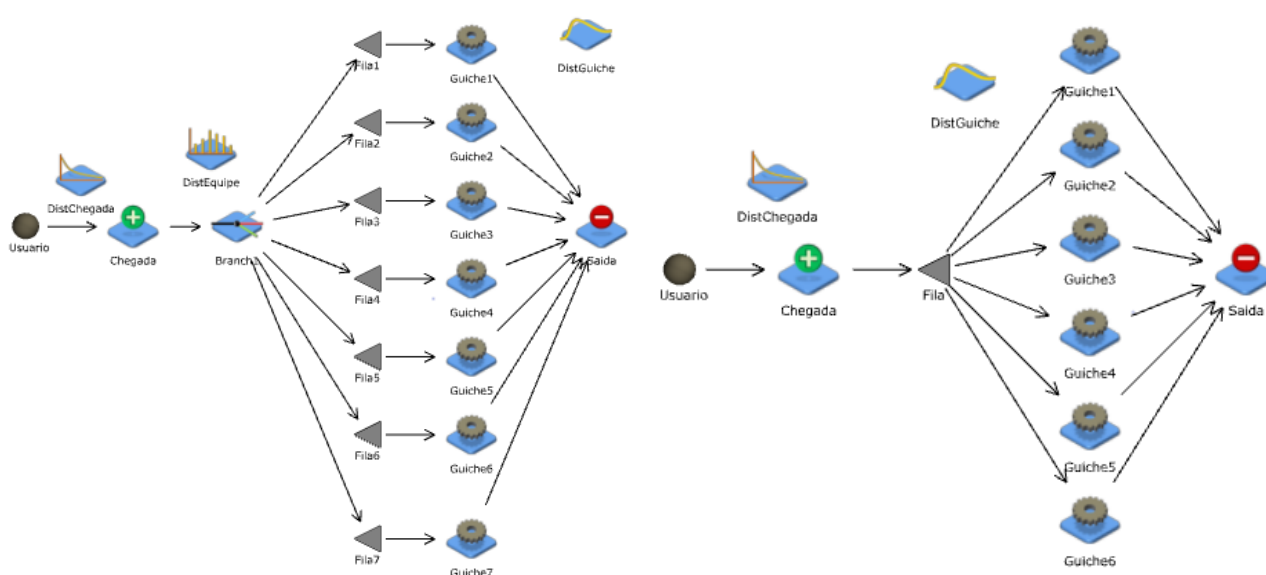 Fila1
Guiche1
DistGuiche
Fila2
Guiche2
DistEquipe
DistChegada
Usuario
Chegada
Branch1
Fila3
Guiche3
Saida
Fila4
Guiche4
Fila5
Guiche5
Fila6
Guiche6
Fila7
Guiche7
Guiche1
DistGuiche
Guiche2
DistChegada
Usuario
Chegada
Fila
Guiche3
Saida
Guiche4
Guiche5
Guiche6